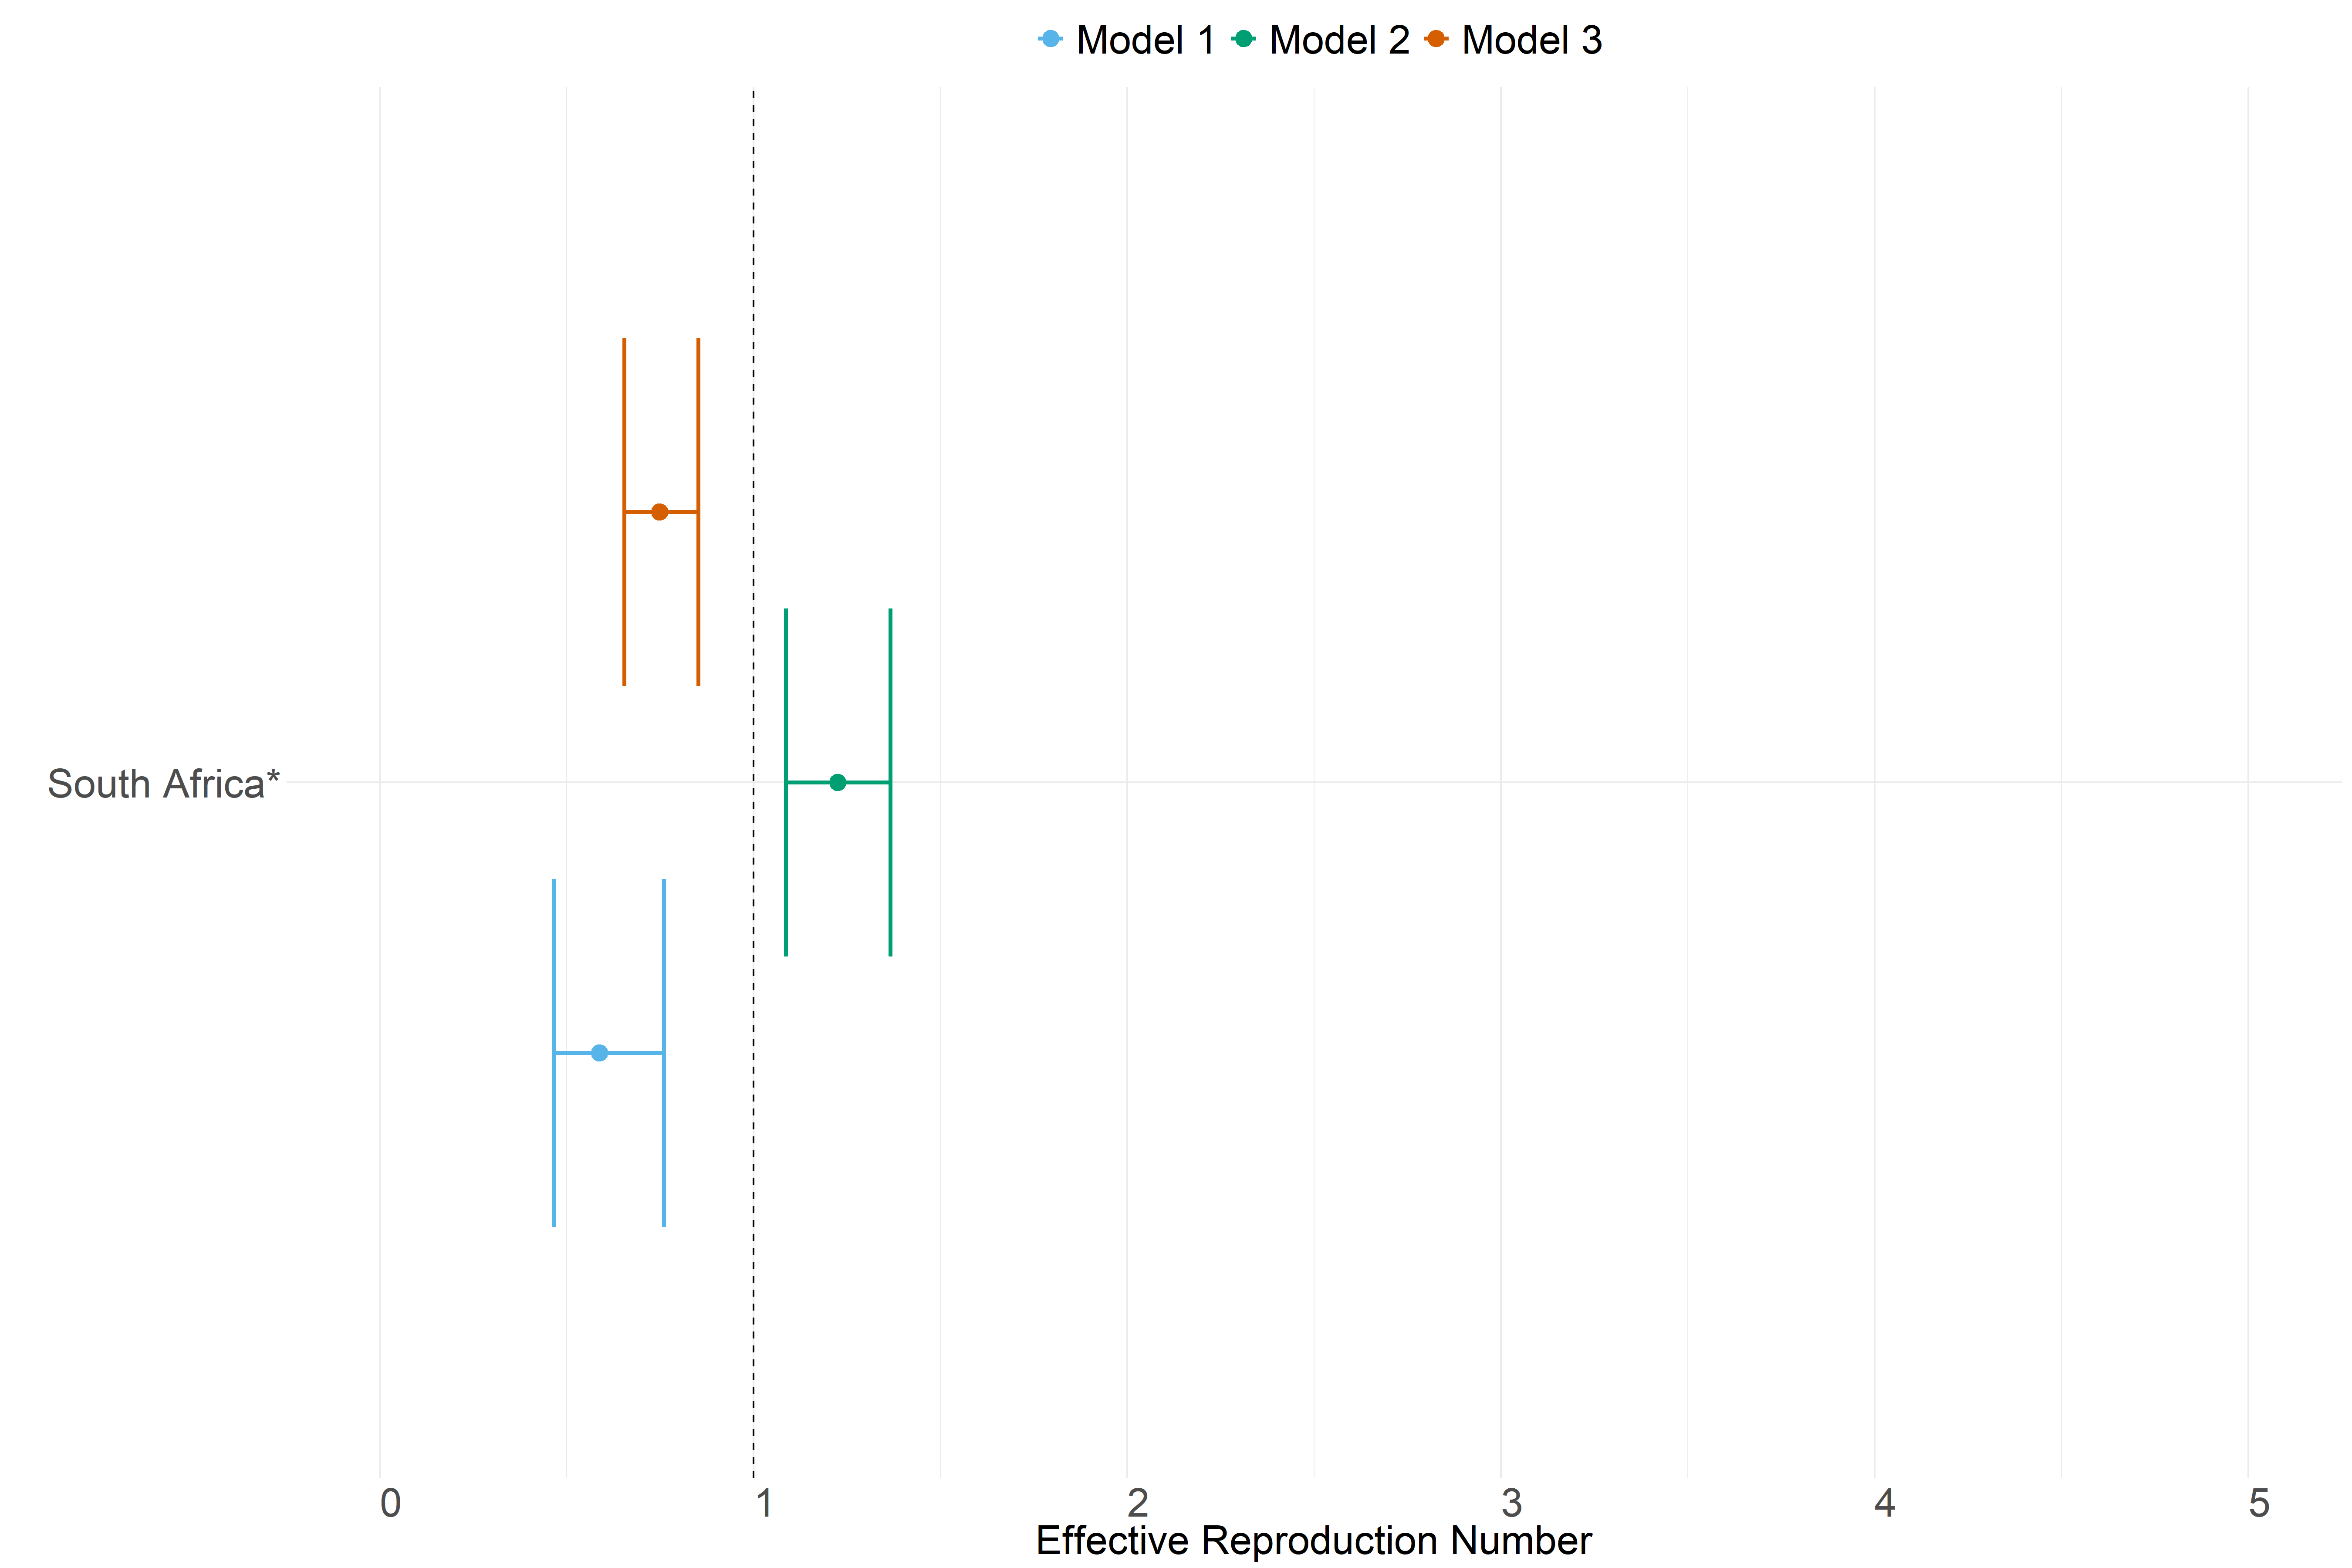 Model 1 Model 2 Model 3
South Africa*
0 1 2 3 4 5
Effective Reproduction Number